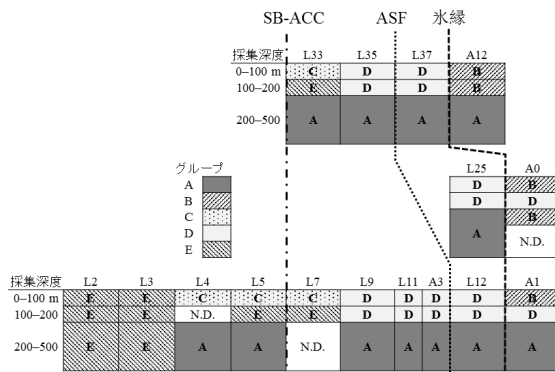 SB-ACC ASF 氷縁
採集深度 L33 L35 L37 A12
0–100 m C D D B
100–200 E D D B
200–500 A A A A
グループ
A
B
C
D
E
L25 A0
D B
D D
A B
N.D.
採集深度 L2 L3 L4 L5 L7 L9 L11 A3 L12 A1
0–100 m E E C C C D D D D B
100–200 E E N.D. E E D D D D D
200–500 E E A A N.D. A A A A A